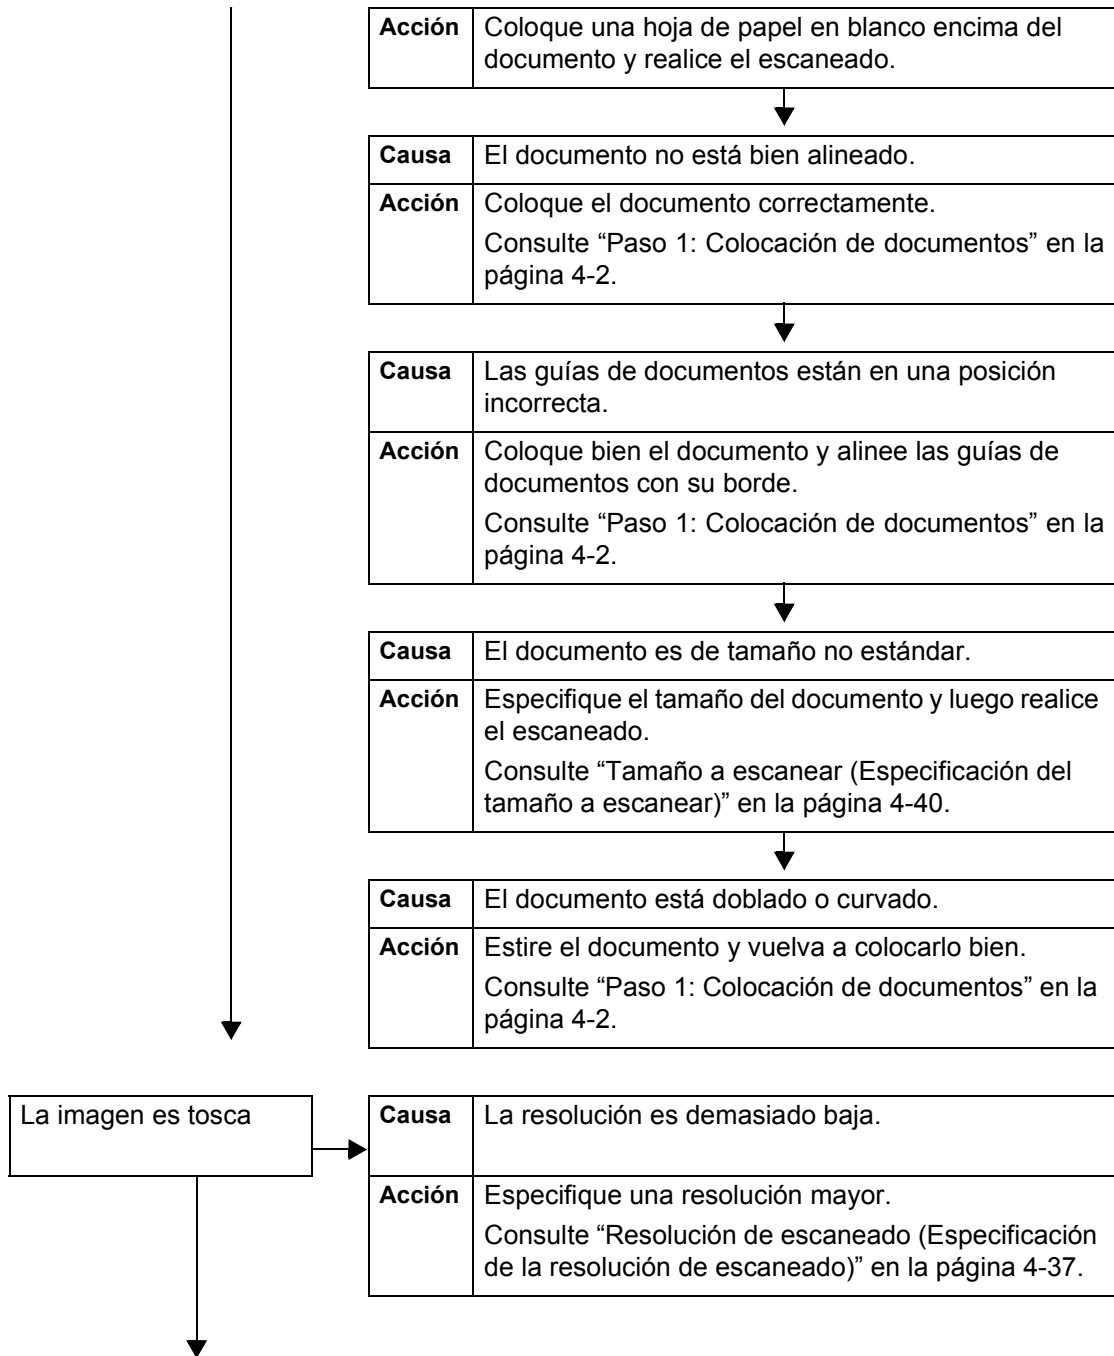 Acción Coloque una hoja de papel en blanco encima del
documento y realice el escaneado.
Causa El documento no está bien alineado.
Acción Coloque el documento correctamente.
Consulte “Paso 1: Colocación de documentos” en la
página 4-2.
Causa Las guías de documentos están en una posición
incorrecta.
Acción Coloque bien el documento y alinee las guías de
documentos con su borde.
Consulte “Paso 1: Colocación de documentos” en la
página 4-2.
Causa El documento es de tamaño no estándar.
Acción Especifique el tamaño del documento y luego realice
el escaneado.
Consulte “Tamaño a escanear (Especificación del
tamaño a escanear)” en la página 4-40.
Causa El documento está doblado o curvado.
Acción Estire el documento y vuelva a colocarlo bien.
Consulte “Paso 1: Colocación de documentos” en la
página 4-2.
La imagen es tosca
Causa La resolución es demasiado baja.
Acción Especifique una resolución mayor.
Consulte “Resolución de escaneado (Especificación
de la resolución de escaneado)” en la página 4-37.